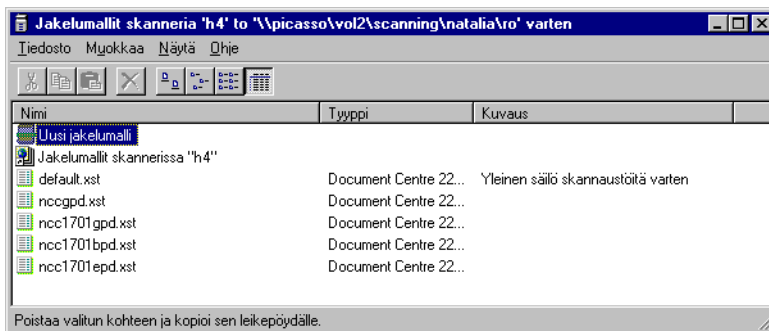 Jakelumallit skanneria 'h4' to '\\picasso\vol2\scanning\natalia\ro' varten
Tiedosto Muokkaa Näytä Ohje
Nimi Tyyppi Kuvaus
Uusi jakelumalli
Jakelumallit skannerissa "h4"
default.xst Document Centre 22... Yleinen säilö skannaustöitä varten
nccgpd.xst Document Centre 22...
ncc1701gpd.xst Document Centre 22...
ncc1701bpd.xst Document Centre 22...
ncc1701epd.xst Document Centre 22...
Poistaa valitun kohteen ja kopioi sen leikepöydälle.